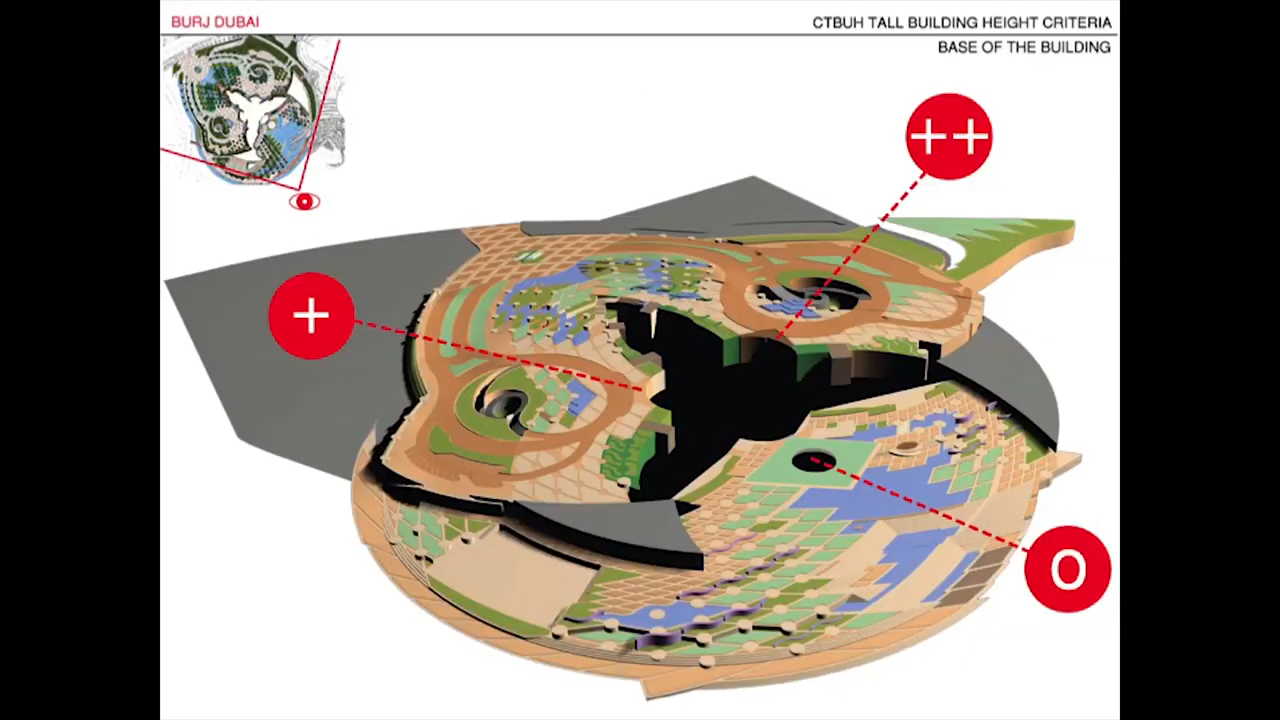 BURJ DUBAI
CTBUH TALL BUILDING HEIGHT CRITERIA
BASE OF THE BUILDING
++
+
O